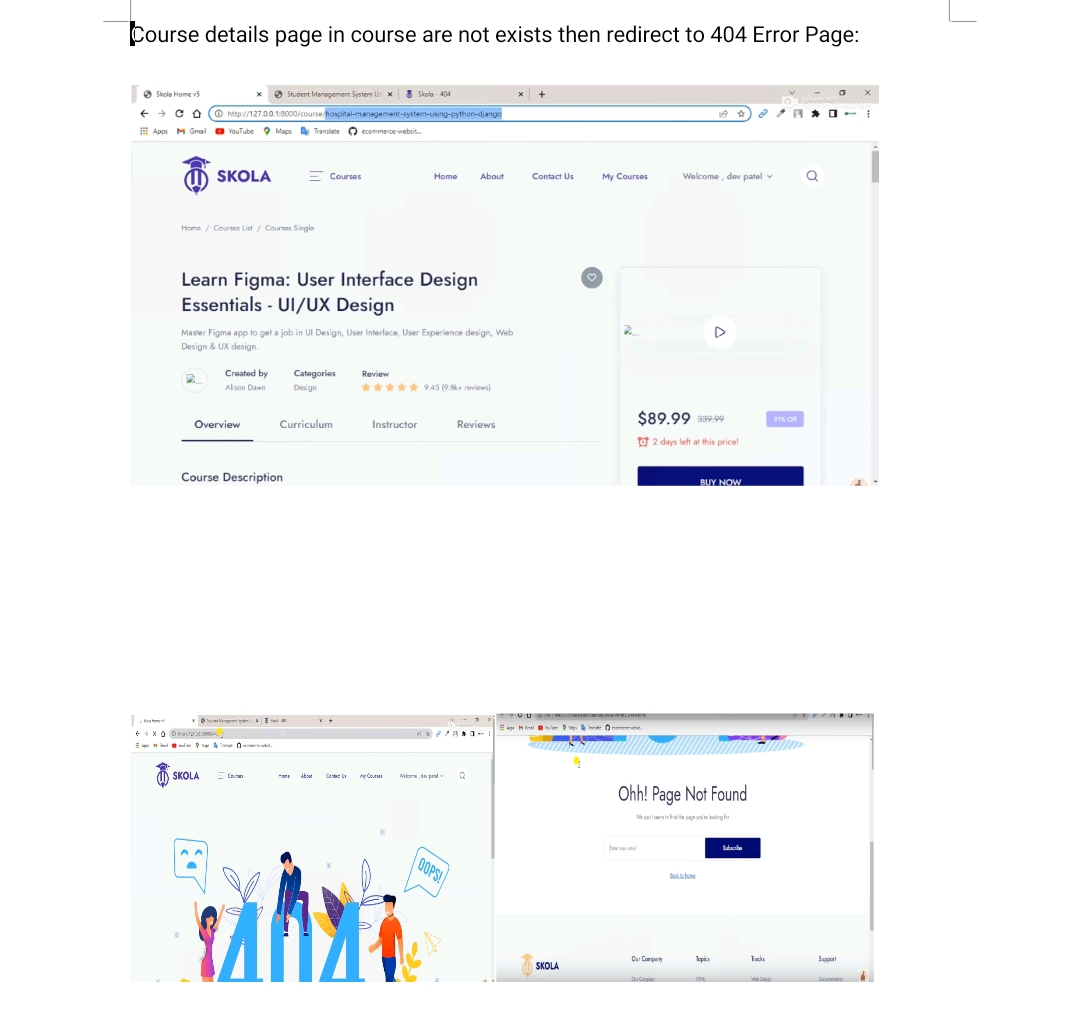 Course details page in course are not exists then redirect to 404 Error Page:
Skola Home v5
Student Management System U
Skola - 404
http://127.0.0.1:8000/course/hospital-management-system-using-python-django
Apps Gmail YouTube Maps Translate ecommerce-websit...
SKOLA Courses Home About Contact Us My Courses Welcome , dev patel
Home / Courses List / Courses Single
Learn Figma: User Interface Design
Essentials - UI/UX Design
Master Figma app to get a job in UI Design, User Interface, User Experience design, Web
Design & UX design.
Created by Categories Review
Alison Dawn Design 9.45 (9.8k+ reviews)
$89.99 339.99 91% Off
Overview Curriculum Instructor Reviews
2 days left at this price!
Course Description
BUY NOW
SKOLA Courses Home About Contact Us My Courses Welcome , dev patel
OOPS!
404
Ohh! Page Not Found
We can't seem to find the page you're looking for
Enter your email Subscribe
Back to home
SKOLA Our Company Topics Tracks Support
Our Company HTML Web Design Documentation